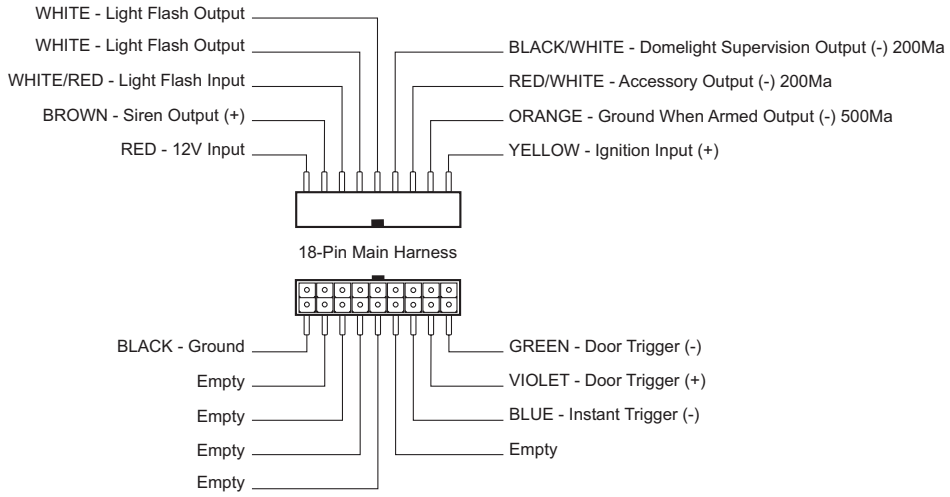 WHITE - Light Flash Output
WHITE - Light Flash Output
WHITE/RED - Light Flash Input
BROWN - Siren Output (+)
RED - 12V Input
BLACK/WHITE - Domelight Supervision Output (-) 200Ma
RED/WHITE - Accessory Output (-) 200Ma
ORANGE - Ground When Armed Output (-) 500Ma
YELLOW - Ignition Input (+)
18-Pin Main Harness
BLACK - Ground
Empty
Empty
Empty
Empty
GREEN - Door Trigger (-)
VIOLET - Door Trigger (+)
BLUE - Instant Trigger (-)
Empty